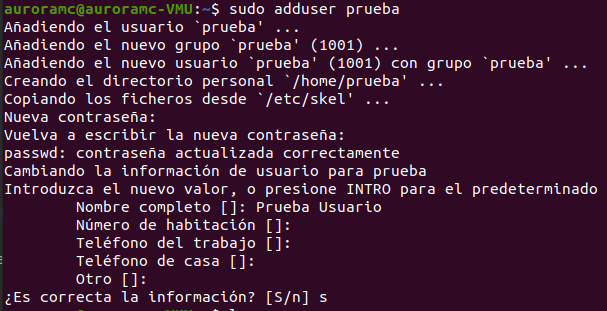 auroramc@auroramc-VMU:~$ sudo adduser prueba
Añadiendo el usuario `prueba' ...
Añadiendo el nuevo grupo `prueba' (1001) ...
Añadiendo el nuevo usuario `prueba' (1001) con grupo `prueba' ...
Creando el directorio personal `/home/prueba' ...
Copiando los ficheros desde `/etc/skel' ...
Nueva contraseña:
Vuelva a escribir la nueva contraseña:
passwd: contraseña actualizada correctamente
Cambiando la información de usuario para prueba
Introduzca el nuevo valor, o presione INTRO para el predeterminado
Nombre completo []: Prueba Usuario
Número de habitación []:
Teléfono del trabajo []:
Teléfono de casa []:
Otro []:
¿Es correcta la información? [S/n] s